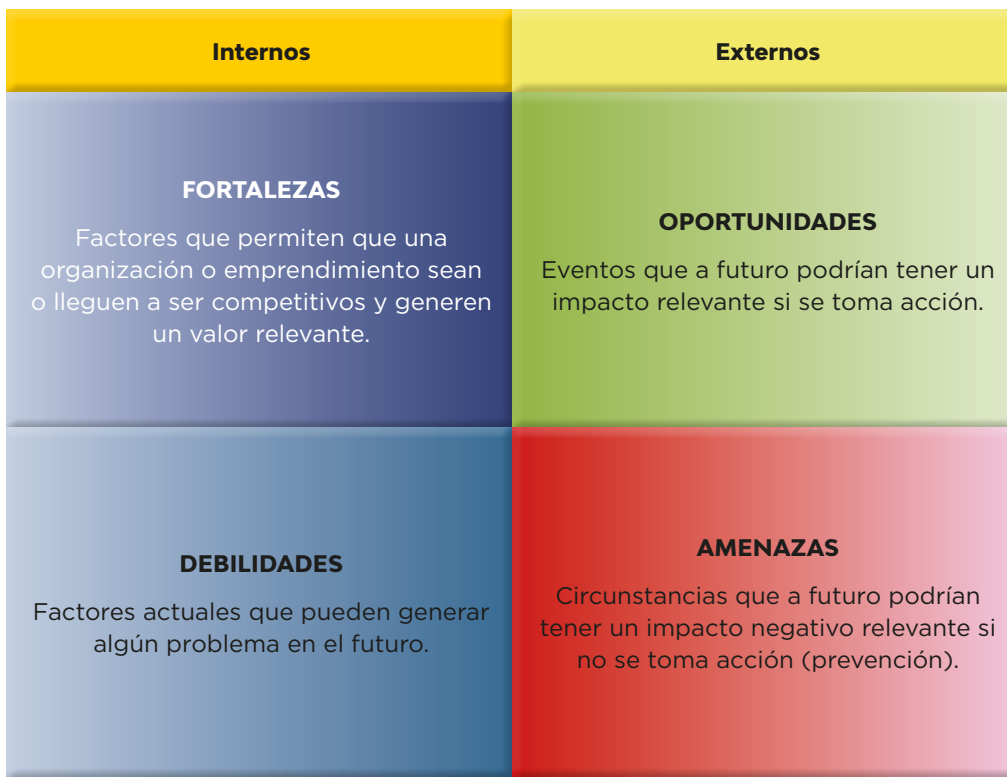 Internos
Externos
FORTALEZAS
Factores que permiten que una
organización o emprendimiento sean
o lleguen a ser competitivos y generen
un valor relevante.
OPORTUNIDADES
Eventos que a futuro podrían tener un
impacto relevante si se toma acción.
DEBILIDADES
Factores actuales que pueden generar
algún problema en el futuro.
AMENAZAS
Circunstancias que a futuro podrían
tener un impacto negativo relevante si
no se toma acción (prevención).